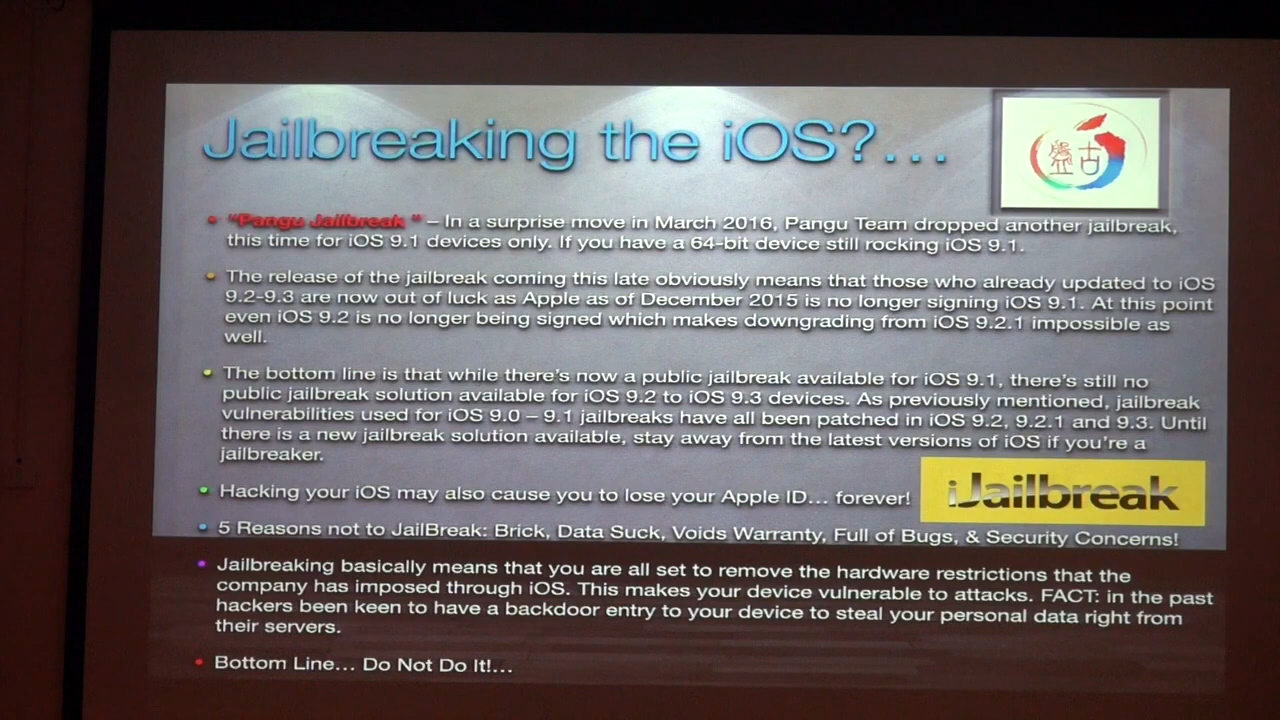 Jailbreaking the iOS?...
盤古
• "Pangu Jailbreak " – In a surprise move in March 2016, Pangu Team dropped another jailbreak,
this time for iOS 9.1 devices only. If you have a 64-bit device still rocking iOS 9.1.
• The release of the jailbreak coming this late obviously means that those who already updated to iOS
9.2-9.3 are now out of luck as Apple as of December 2015 is no longer signing iOS 9.1. At this point
even iOS 9.2 is no longer being signed which makes downgrading from iOS 9.2.1 impossible as
well.
• The bottom line is that while there's now a public jailbreak available for iOS 9.1, there's still no
public jailbreak solution available for iOS 9.2 to iOS 9.3 devices. As previously mentioned, jailbreak
vulnerabilities used for iOS 9.0 – 9.1 jailbreaks have all been patched in iOS 9.2, 9.2.1 and 9.3. Until
there is a new jailbreak solution available, stay away from the latest versions of iOS if you're a
jailbreaker.
• Hacking your iOS may also cause you to lose your Apple ID... forever!
iJailbreak
• 5 Reasons not to JailBreak: Brick, Data Suck, Voids Warranty, Full of Bugs, & Security Concerns!
• Jailbreaking basically means that you are all set to remove the hardware restrictions that the
company has imposed through iOS. This makes your device vulnerable to attacks. FACT: in the past
hackers been keen to have a backdoor entry to your device to steal your personal data right from
their servers.
• Bottom Line... Do Not Do It!...